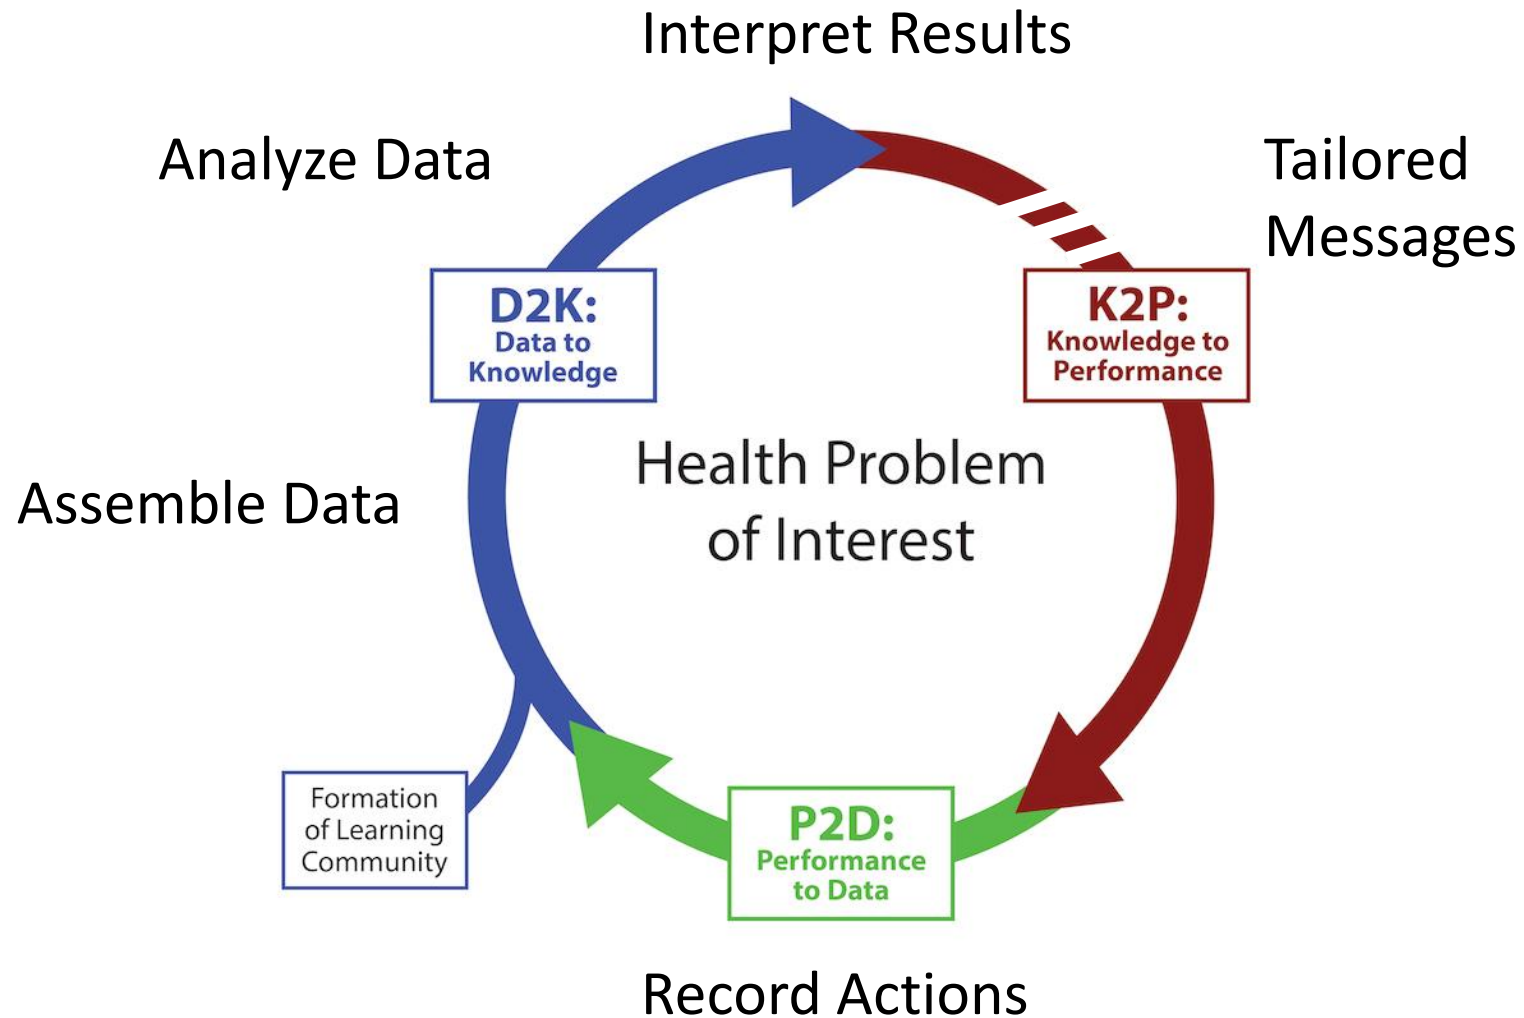 Interpret Results
Analyze Data
Tailored
Messages
D2K:
Data to
Knowledge
K2P:
Knowledge to
Performance
Health Problem
of Interest
Assemble Data
Formation
of Learning
Community
P2D:
Performance
to Data
Record Actions